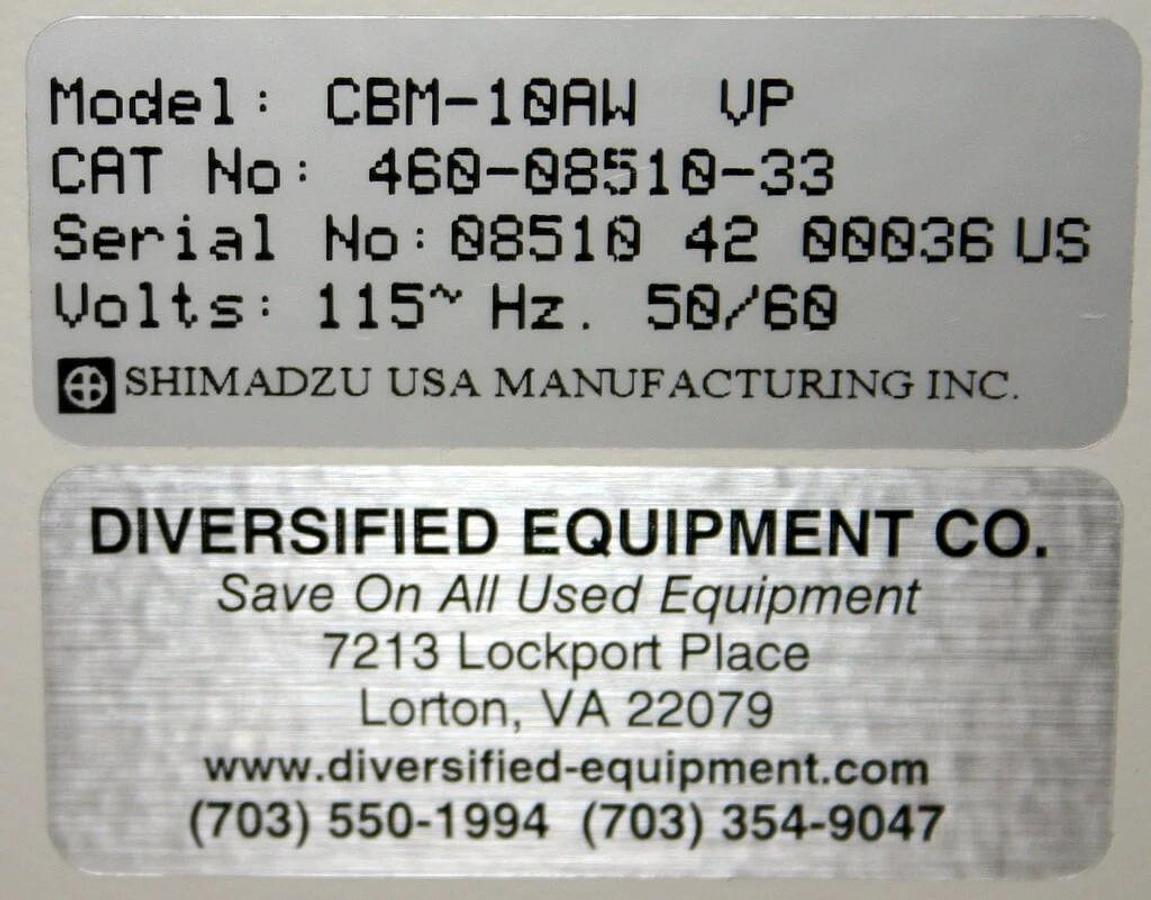 Model: CBM-10AW VP
CAT No: 460-08510-33
Serial No: 08510 42 00036 US
Volts: 115~ Hz. 50/60
SHIMADZU USA MANUFACTURING INC.
DIVERSIFIED EQUIPMENT CO.
Save On All Used Equipment
7213 Lockport Place
Lorton, VA 22079
www.diversified-equipment.com
(703) 550-1994 (703) 354-9047